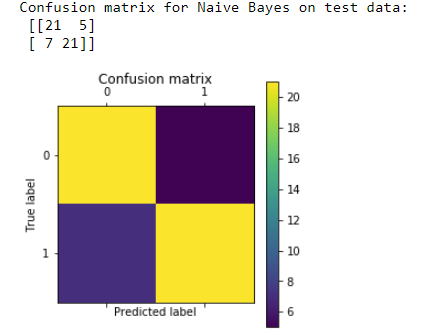 Confusion matrix for Naive Bayes on test data:
[[21  5]
[ 7 21]]
Confusion matrix
0 1
0
1
True label
Predicted label
20
18
16
14
12
10
8
6